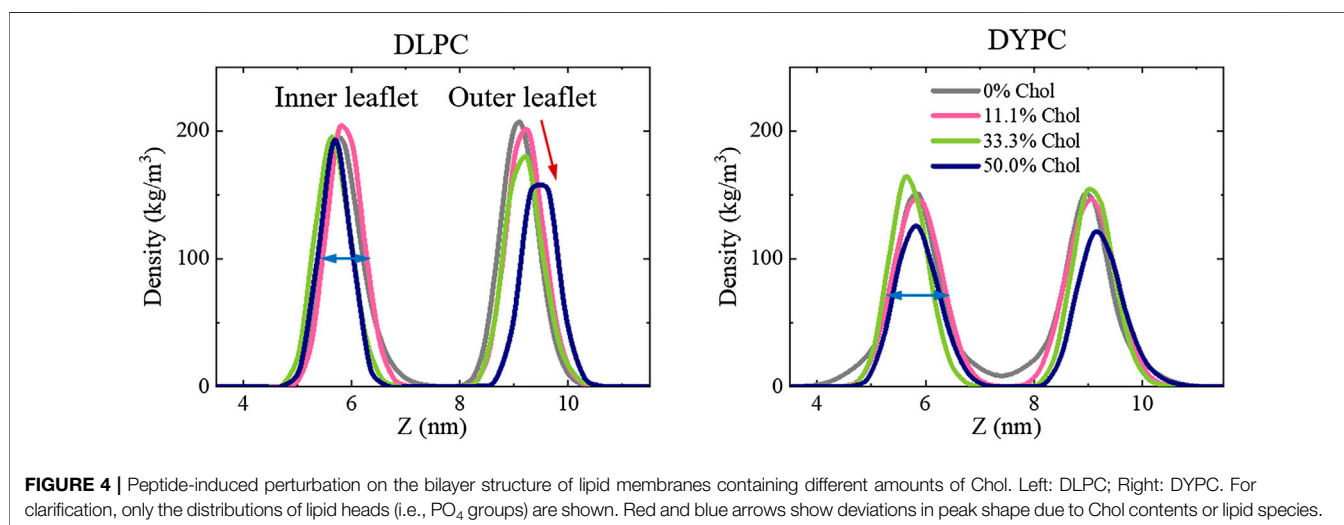 DLPC
Inner leaflet Outer leaflet
200
100
0
Density (kg/m³)
4 6 8 10
Z (nm)
DYPC
0% Chol
11.1% Chol
33.3% Chol
50.0% Chol
200
100
0
Density (kg/m³)
4 6 8 10
Z (nm)
FIGURE 4 | Peptide-induced perturbation on the bilayer structure of lipid membranes containing different amounts of Chol. Left: DLPC; Right: DYPC. For
clarification, only the distributions of lipid heads (i.e., PO₄ groups) are shown. Red and blue arrows show deviations in peak shape due to Chol contents or lipid species.